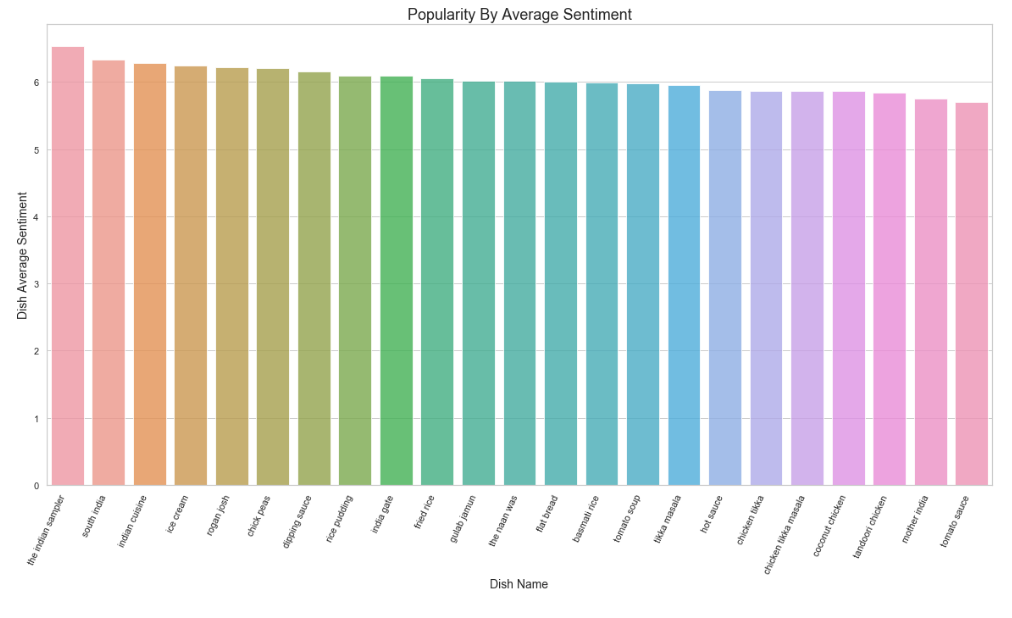 Popularity By Average Sentiment
Dish Average Sentiment
6
5
4
3
2
1
0
the indian sampler
south india
indian cuisine
ice cream
rogan josh
chick peas
dipping sauce
rice pudding
india gate
fried rice
gulab jamun
the naan was
flat bread
basmati rice
tomato soup
tikka masala
hot sauce
chicken tikka
chicken tikka masala
coconut chicken
tandoori chicken
mother india
tomato sauce
Dish Name